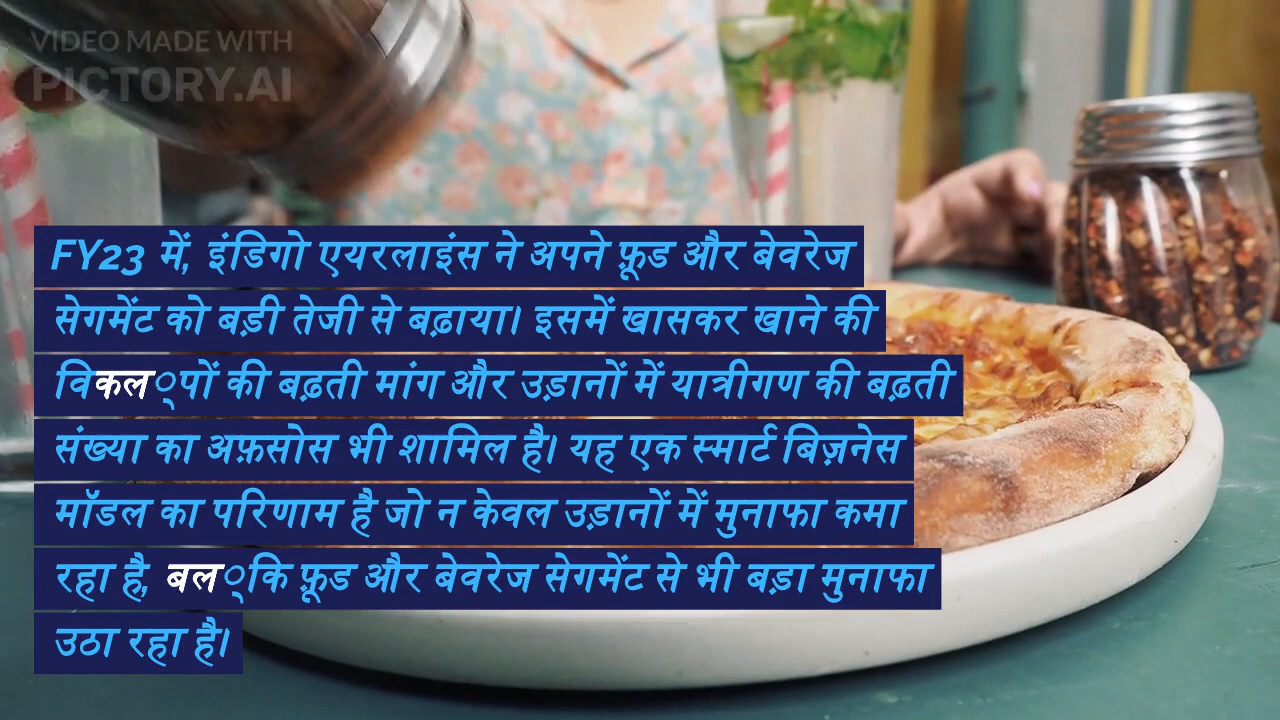 VIDEO MADE WITH
PICTORY.AI
FY23 में, इंडिगो एयरलाइंस ने अपने फ़ूड और बेवरेज
सेगमेंट को बड़ी तेजी से बढ़ाया। इसमें खासकर खाने की
विकल्पों की बढ़ती मांग और उड़ानों में यात्रीगण की बढ़ती
संख्या का अफ़सोस भी शामिल है। यह एक स्मार्ट बिज़नेस
मॉडल का परिणाम है जो न केवल उड़ानों में मुनाफा कमा
रहा है, बल्कि फ़ूड और बेवरेज सेगमेंट से भी बड़ा मुनाफा
उठा रहा है।